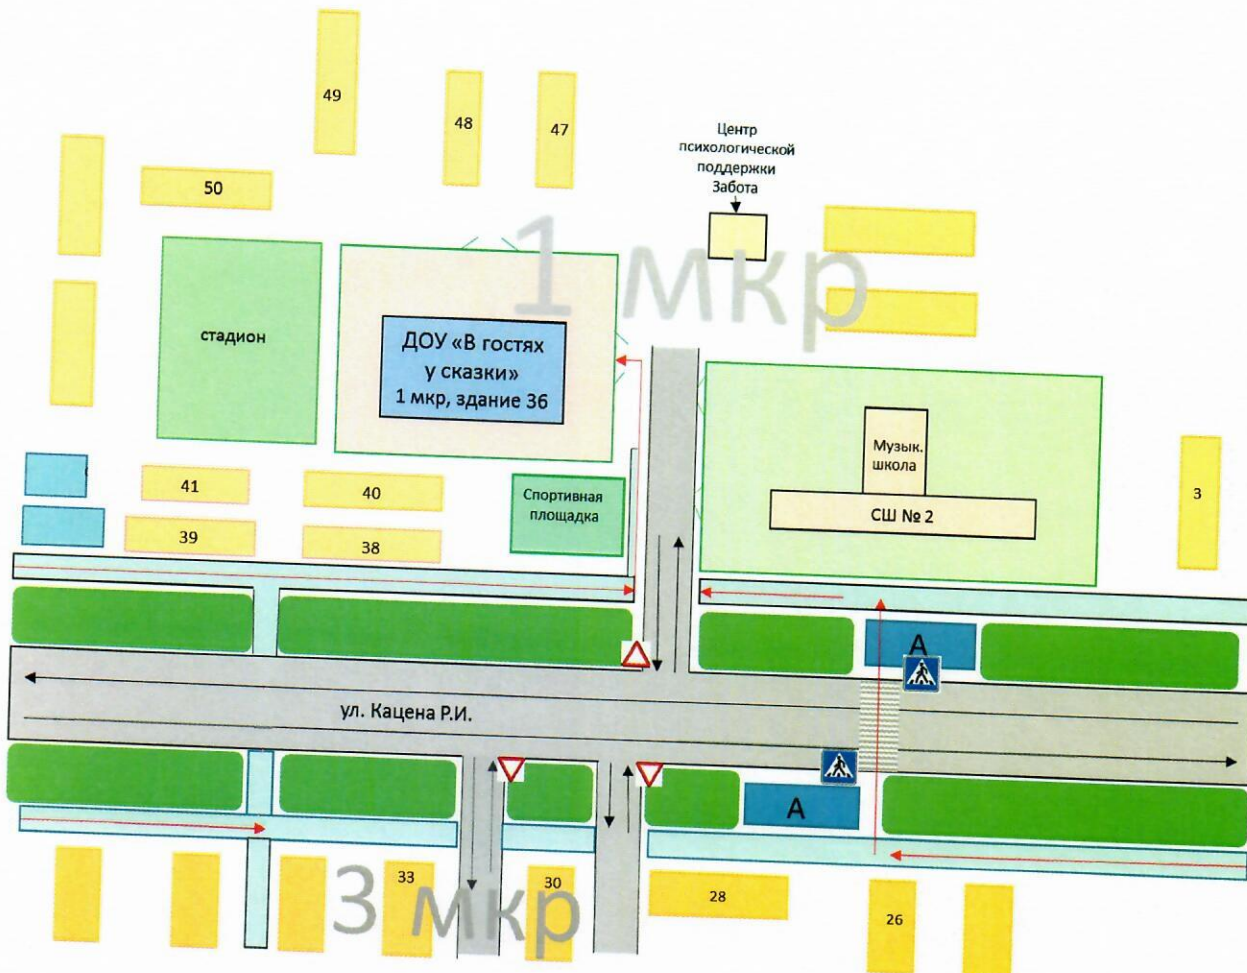 49
48
47
Центр
психологической
поддержки
Забота
50
1 мкр
стадион
ДОУ «В гостях
у сказки»
1 мкр, здание 36
Музык.
школа
СШ № 2
3
41
40
Спортивная
площадка
39
38
А
ул. Кацена Р.И.
А
33
30
28
26
3 мкр